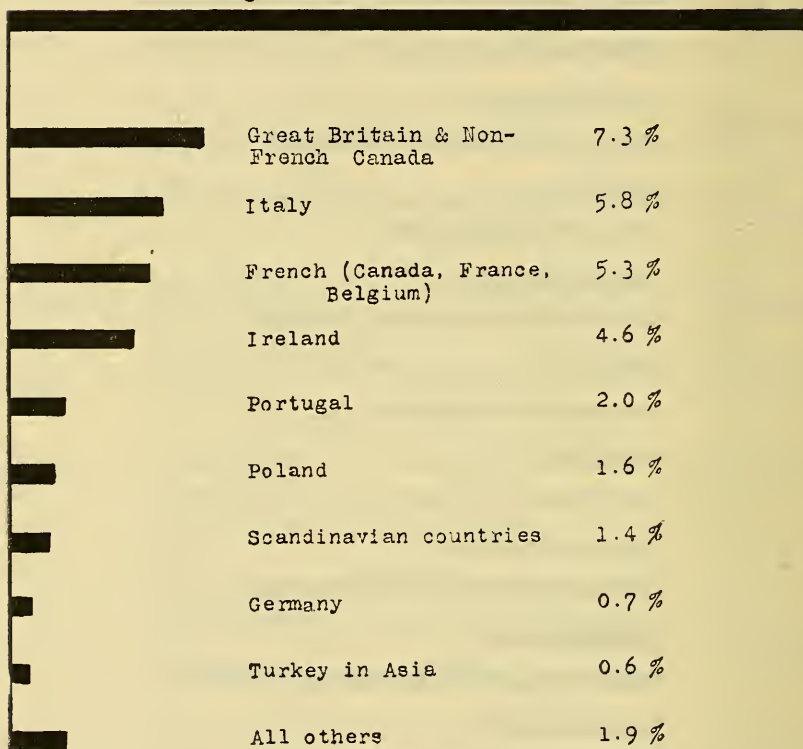 Great Britain & Non- 7.3 %
French Canada
Italy 5.8 %
French (Canada, France, 5.3 %
Belgium)
Ireland 4.6 %
Portugal 2.0 %
Poland 1.6 %
Scandinavian countries 1.4 %
Germany 0.7 %
Turkey in Asia 0.6 %
All others 1.9 %